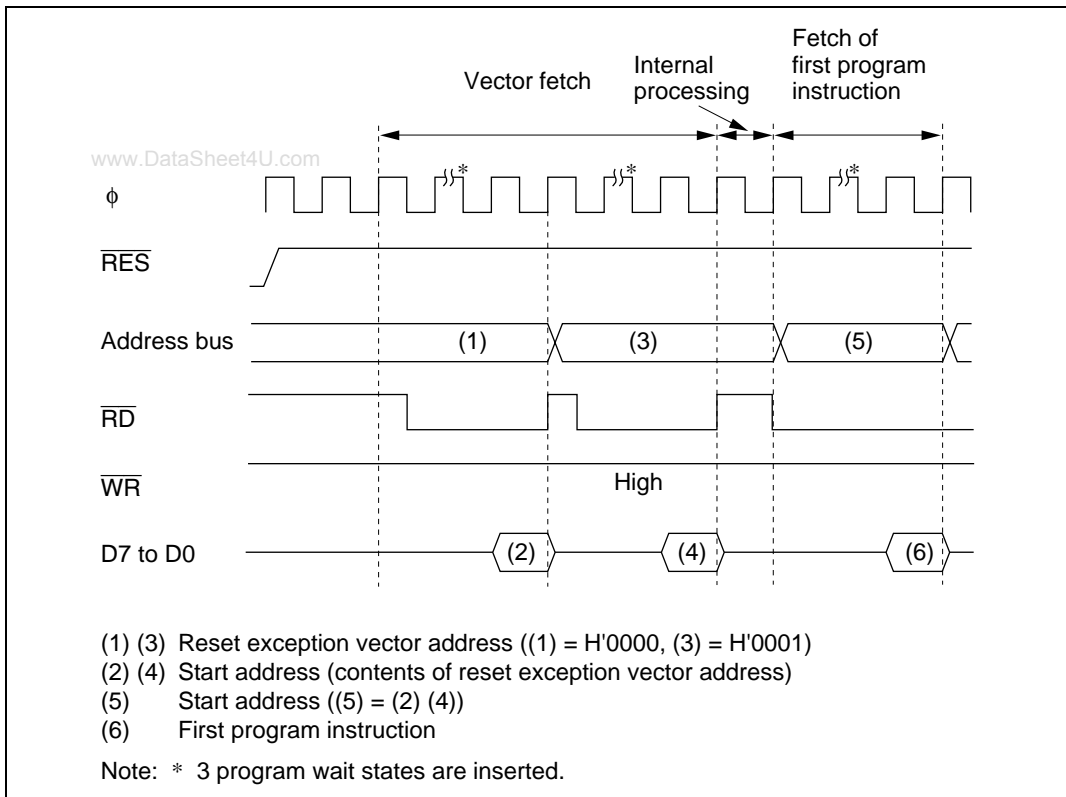 Vector fetch
Internal
processing
Fetch of
first program
instruction
www.DataSheet4U.com
* * *
ϕ
RES
Address bus (1) (3) (5)
RD
WR High
D7 to D0 (2) (4) (6)
(1) (3) Reset exception vector address ((1) = H'0000, (3) = H'0001)
(2) (4) Start address (contents of reset exception vector address)
(5) Start address ((5) = (2) (4))
(6) First program instruction
Note: * 3 program wait states are inserted.